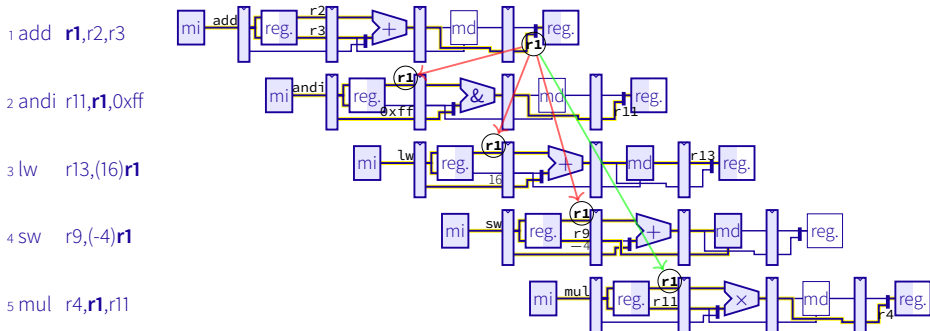 1 add r1,r2,r3
mi add reg. r2 r3 + md r1 reg.
2 andi r11,r1,0xff
mi andi reg. r1 0xff & md r11 reg.
3 lw r13,(16)r1
mi lw reg. r1 16 + md r13 reg.
4 sw r9,(-4)r1
mi sw reg. r1 r9 −4 + md reg.
5 mul r4,r1,r11
mi mul reg. r1 r11 × md r4 reg.